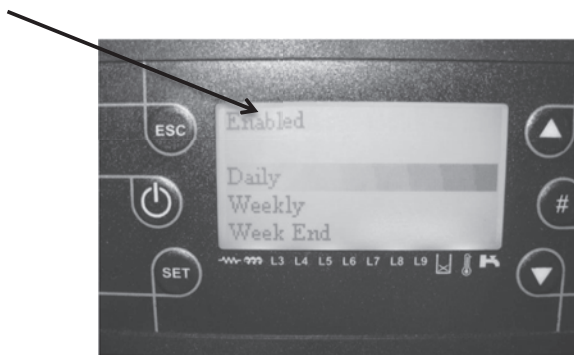 ESC
Enabled
Daily
Weekly
Week End
#
SET
L3 L4 L5 L6 L7 L8 L9